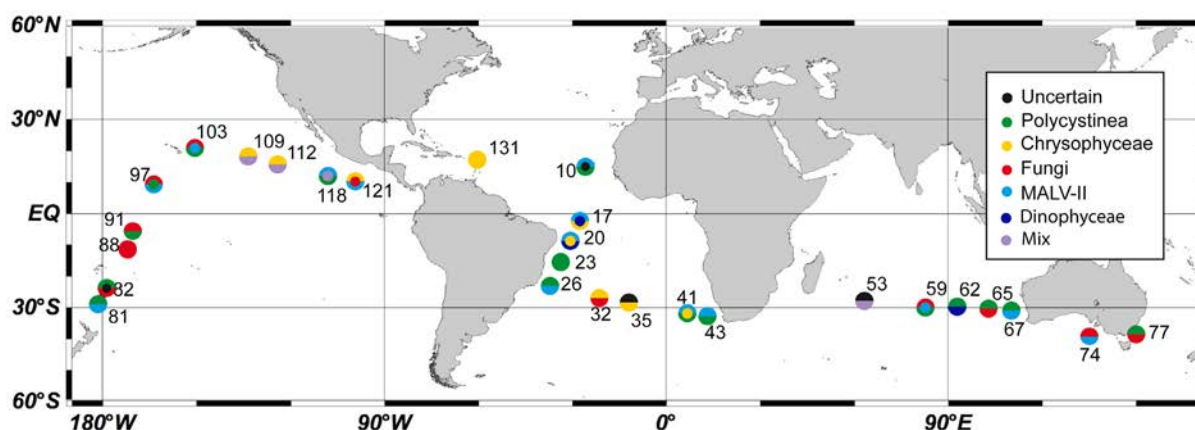 60°N
30°N
EQ
30°S
60°S
180°W
90°W
0°
90°E
103
109
112
131
97
118
121
10
91
88
17
20
23
82
81
26
32
35
41
43
53
59
62
65
67
74
77
Uncertain
Polycystinea
Chrysophyceae
Fungi
MALV-II
Dinophyceae
Mix